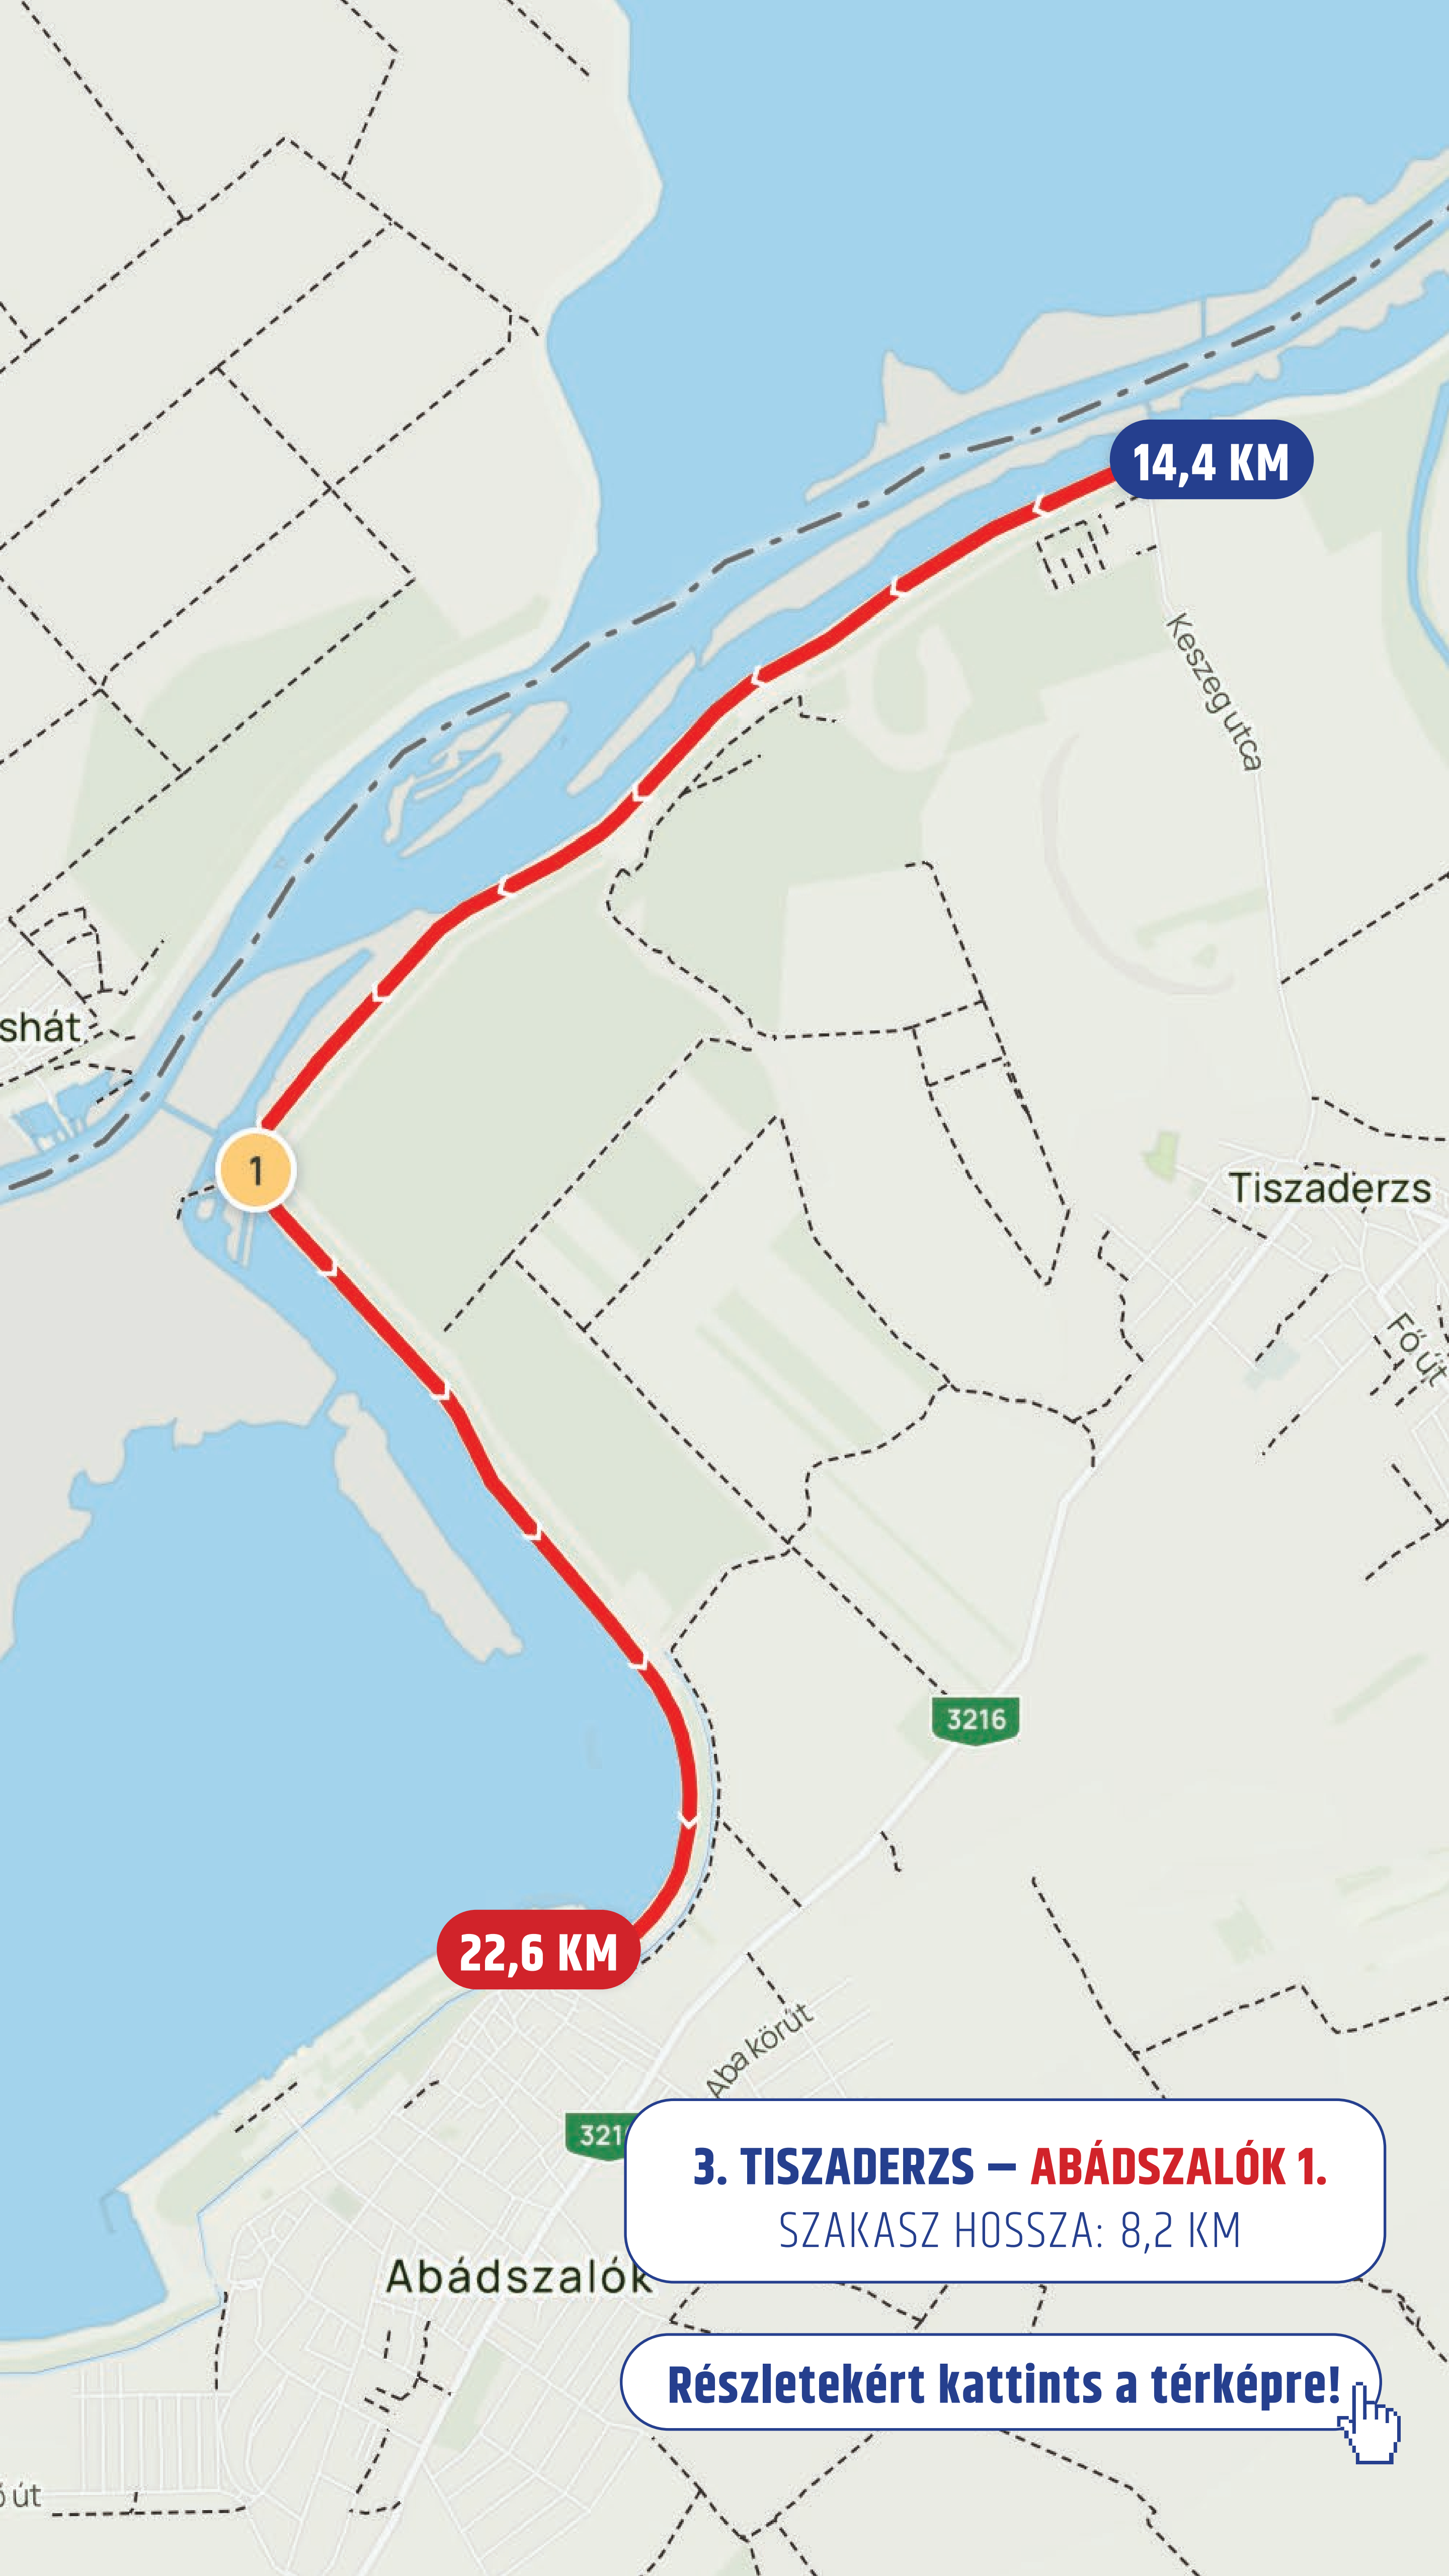 14,4 KM
Keszeg utca
shát
1
Tiszaderzs
Fő út
3216
22,6 KM
Aba körút
321
3. TISZADERZS – ABÁDSZALÓK 1.
SZAKASZ HOSSZA: 8,2 KM
Abádszalók
Részletekért kattints a térképre!
ő út